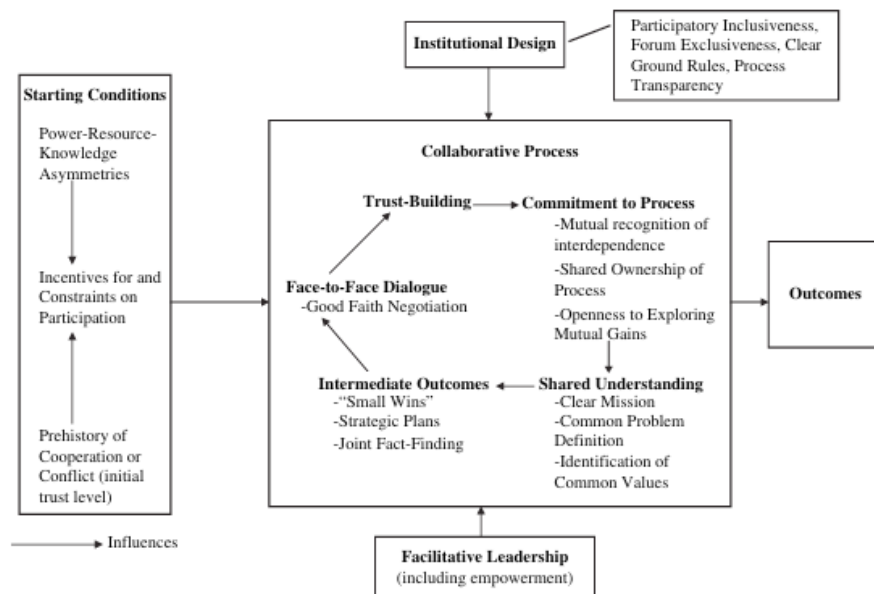 Institutional Design
Participatory Inclusiveness,
Forum Exclusiveness, Clear
Ground Rules, Process
Transparency
Starting Conditions
Power-Resource-
Knowledge
Asymmetries
Incentives for and
Constraints on
Participation
Prehistory of
Cooperation or
Conflict (initial
trust level)
Collaborative Process
Trust-Building
Commitment to Process
-Mutual recognition of
interdependence
-Shared Ownership of
Process
-Openness to Exploring
Mutual Gains
Face-to-Face Dialogue
-Good Faith Negotiation
Intermediate Outcomes
-“Small Wins”
-Strategic Plans
-Joint Fact-Finding
Shared Understanding
-Clear Mission
-Common Problem
Definition
-Identification of
Common Values
Outcomes
Influences
Facilitative Leadership
(including empowerment)